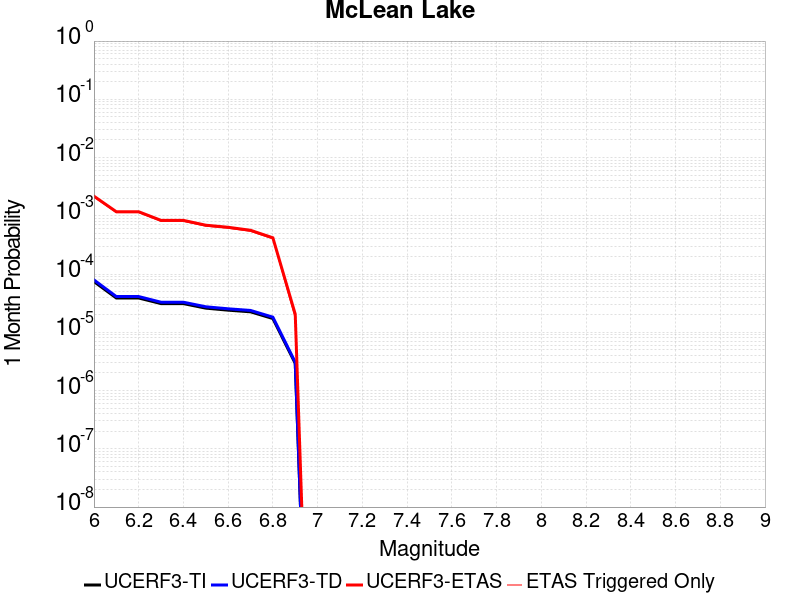 McLean Lake
10 0
10 -1
10 -2
10 -3
10 -4
10 -5
10 -6
10 -7
10 -8
1 Month Probability
6 6.2 6.4 6.6 6.8 7 7.2 7.4 7.6 7.8 8 8.2 8.4 8.6 8.8 9
Magnitude
UCERF3-TI UCERF3-TD UCERF3-ETAS ETAS Triggered Only